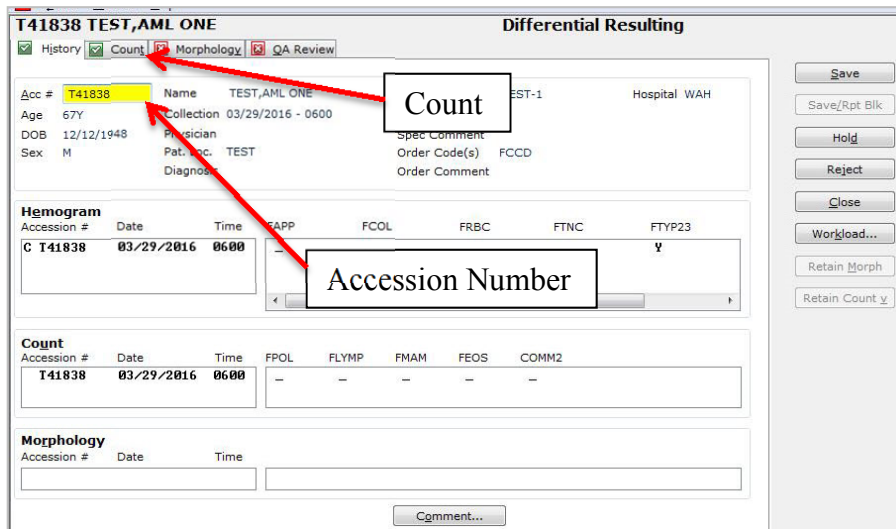 T41838 TEST,AML ONE Differential Resulting
History Count Morphology QA Review
Acc # T41838 Name TEST,AML ONE EST-1 Hospital WAH
Age 67Y Collection 03/29/2016 - 0600
DOB 12/12/1948 Physician Spec Comment
Sex M Pat. Loc. TEST Order Code(s) FCCD
Diagnosis Order Comment
Count
Hemogram
Accession # Date Time FAPP FCOL FRBC FTNC FTYP23
C T41838 03/29/2016 0600 _ Y
Accession Number
Count
Accession # Date Time FPOL FLYMP FMAM FEOS COMM2
T41838 03/29/2016 0600 _ _ _ _ _
Morphology
Accession # Date Time
Comment...
Save
Save/Rpt Blk
Hold
Reject
Close
Workload...
Retain Morph
Retain Count v